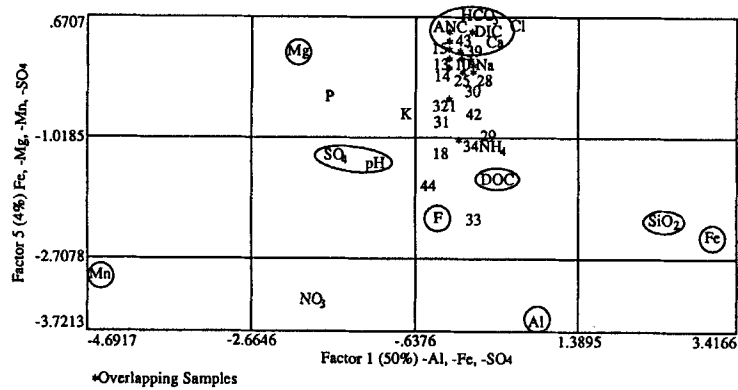 .6707
HCO3
ANC DIC Cl
43 Ca
Mg 15 39
13 Na
14 25 28
P 30
K 321 42
31
-1.0185 29
34 NH4
SO4 pH 18
DOC
44
F 33 SiO2
Fe
-2.7078
Mn
NO3
Al
-3.7213
-4.6917 -2.6646 -.6376 1.3895 3.4166
Factor 5 (4%) Fe, -Mg, -Mn, -SO4
Factor 1 (50%) -Al, -Fe, -SO4
*Overlapping Samples